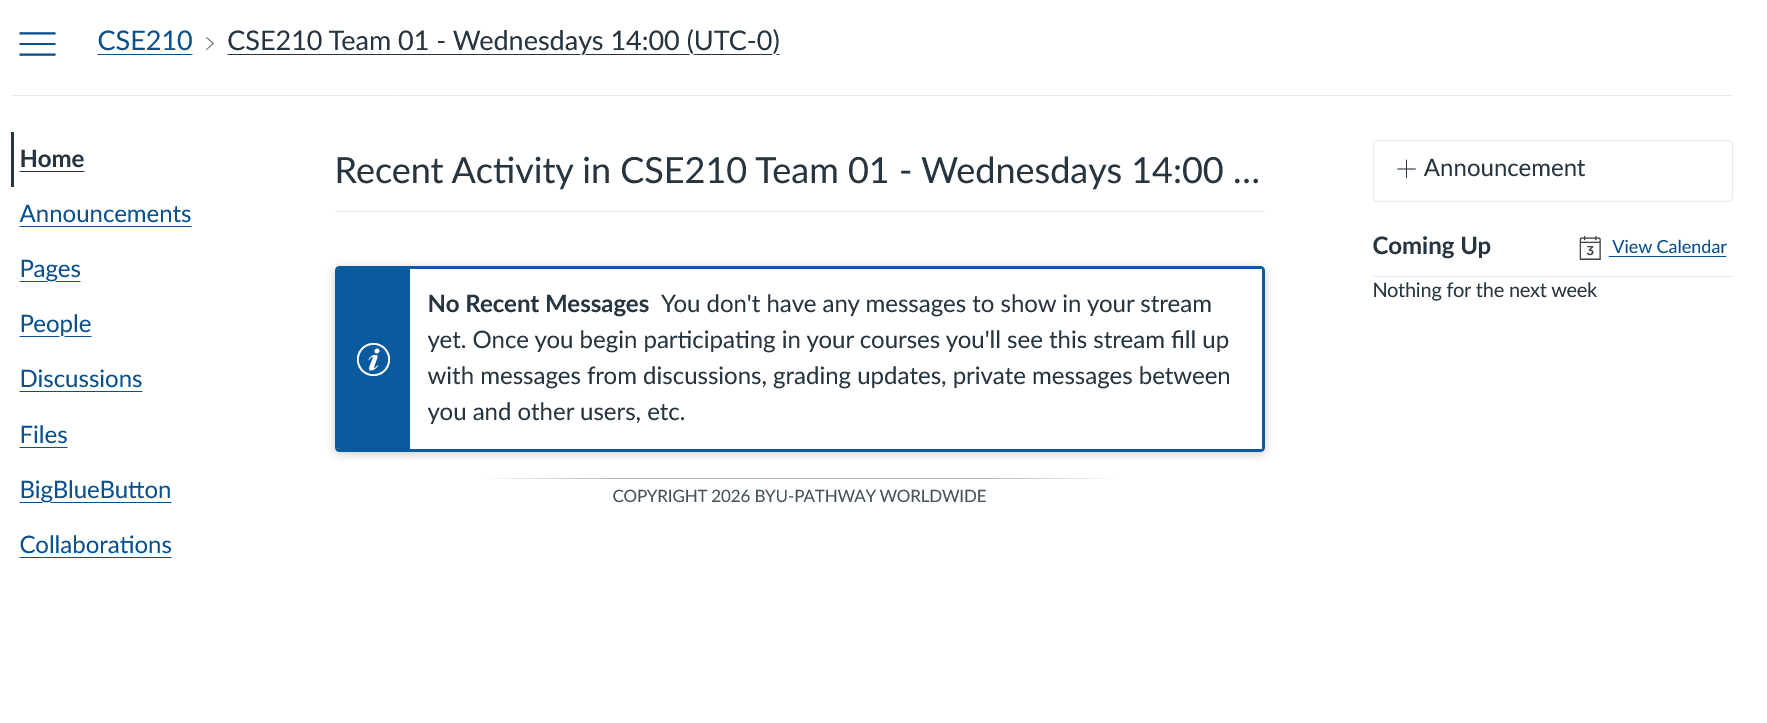 CSE210 > CSE210 Team 01 - Wednesdays 14:00 (UTC-0)
Home
Announcements
Pages
People
Discussions
Files
BigBlueButton
Collaborations
Recent Activity in CSE210 Team 01 - Wednesdays 14:00 ...
No Recent Messages You don't have any messages to show in your stream
yet. Once you begin participating in your courses you'll see this stream fill up
with messages from discussions, grading updates, private messages between
you and other users, etc.
COPYRIGHT 2026 BYU-PATHWAY WORLDWIDE
+ Announcement
Coming Up 3 View Calendar
Nothing for the next week